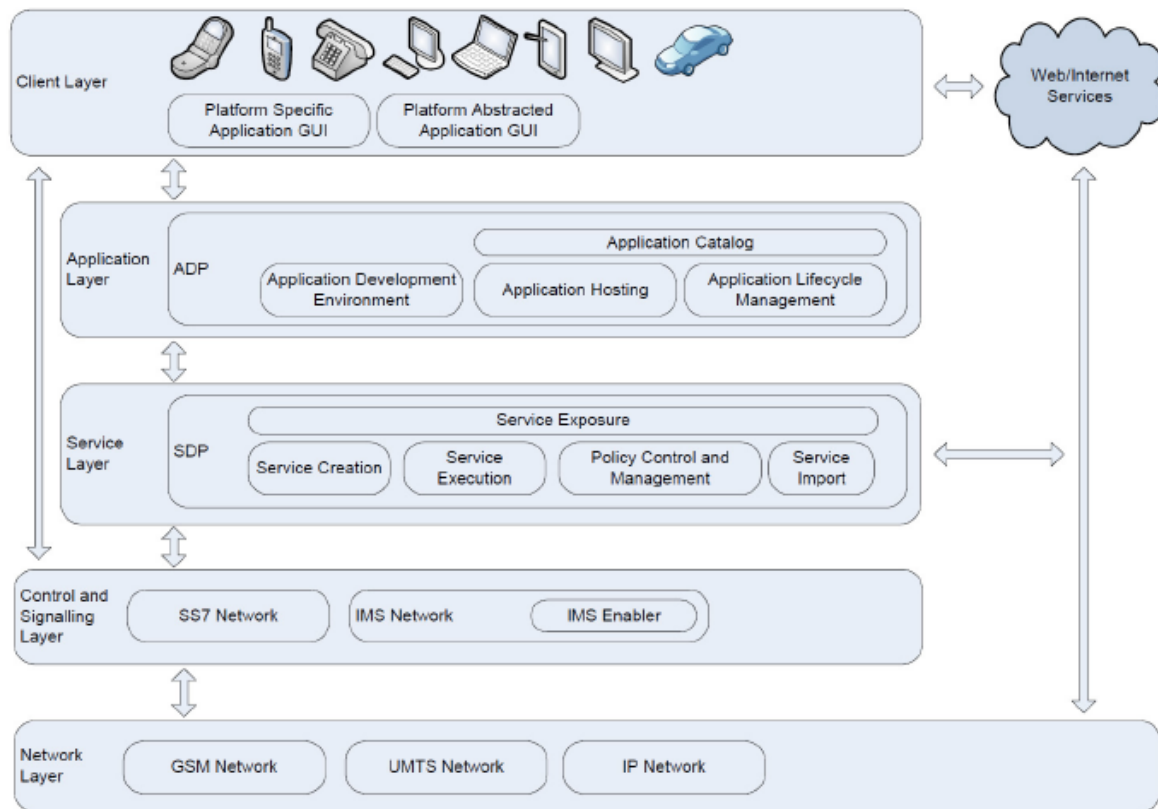 Client Layer
Platform Specific
Application GUI
Platform Abstracted
Application GUI
Web/Internet
Services
Application
Layer
ADP
Application Catalog
Application Development
Environment
Application Hosting
Application Lifecycle
Management
Service
Layer
SDP
Service Exposure
Service Creation
Service
Execution
Policy Control and
Management
Service
Import
Control and
Signalling
Layer
SS7 Network
IMS Network
IMS Enabler
Network
Layer
GSM Network
UMTS Network
IP Network